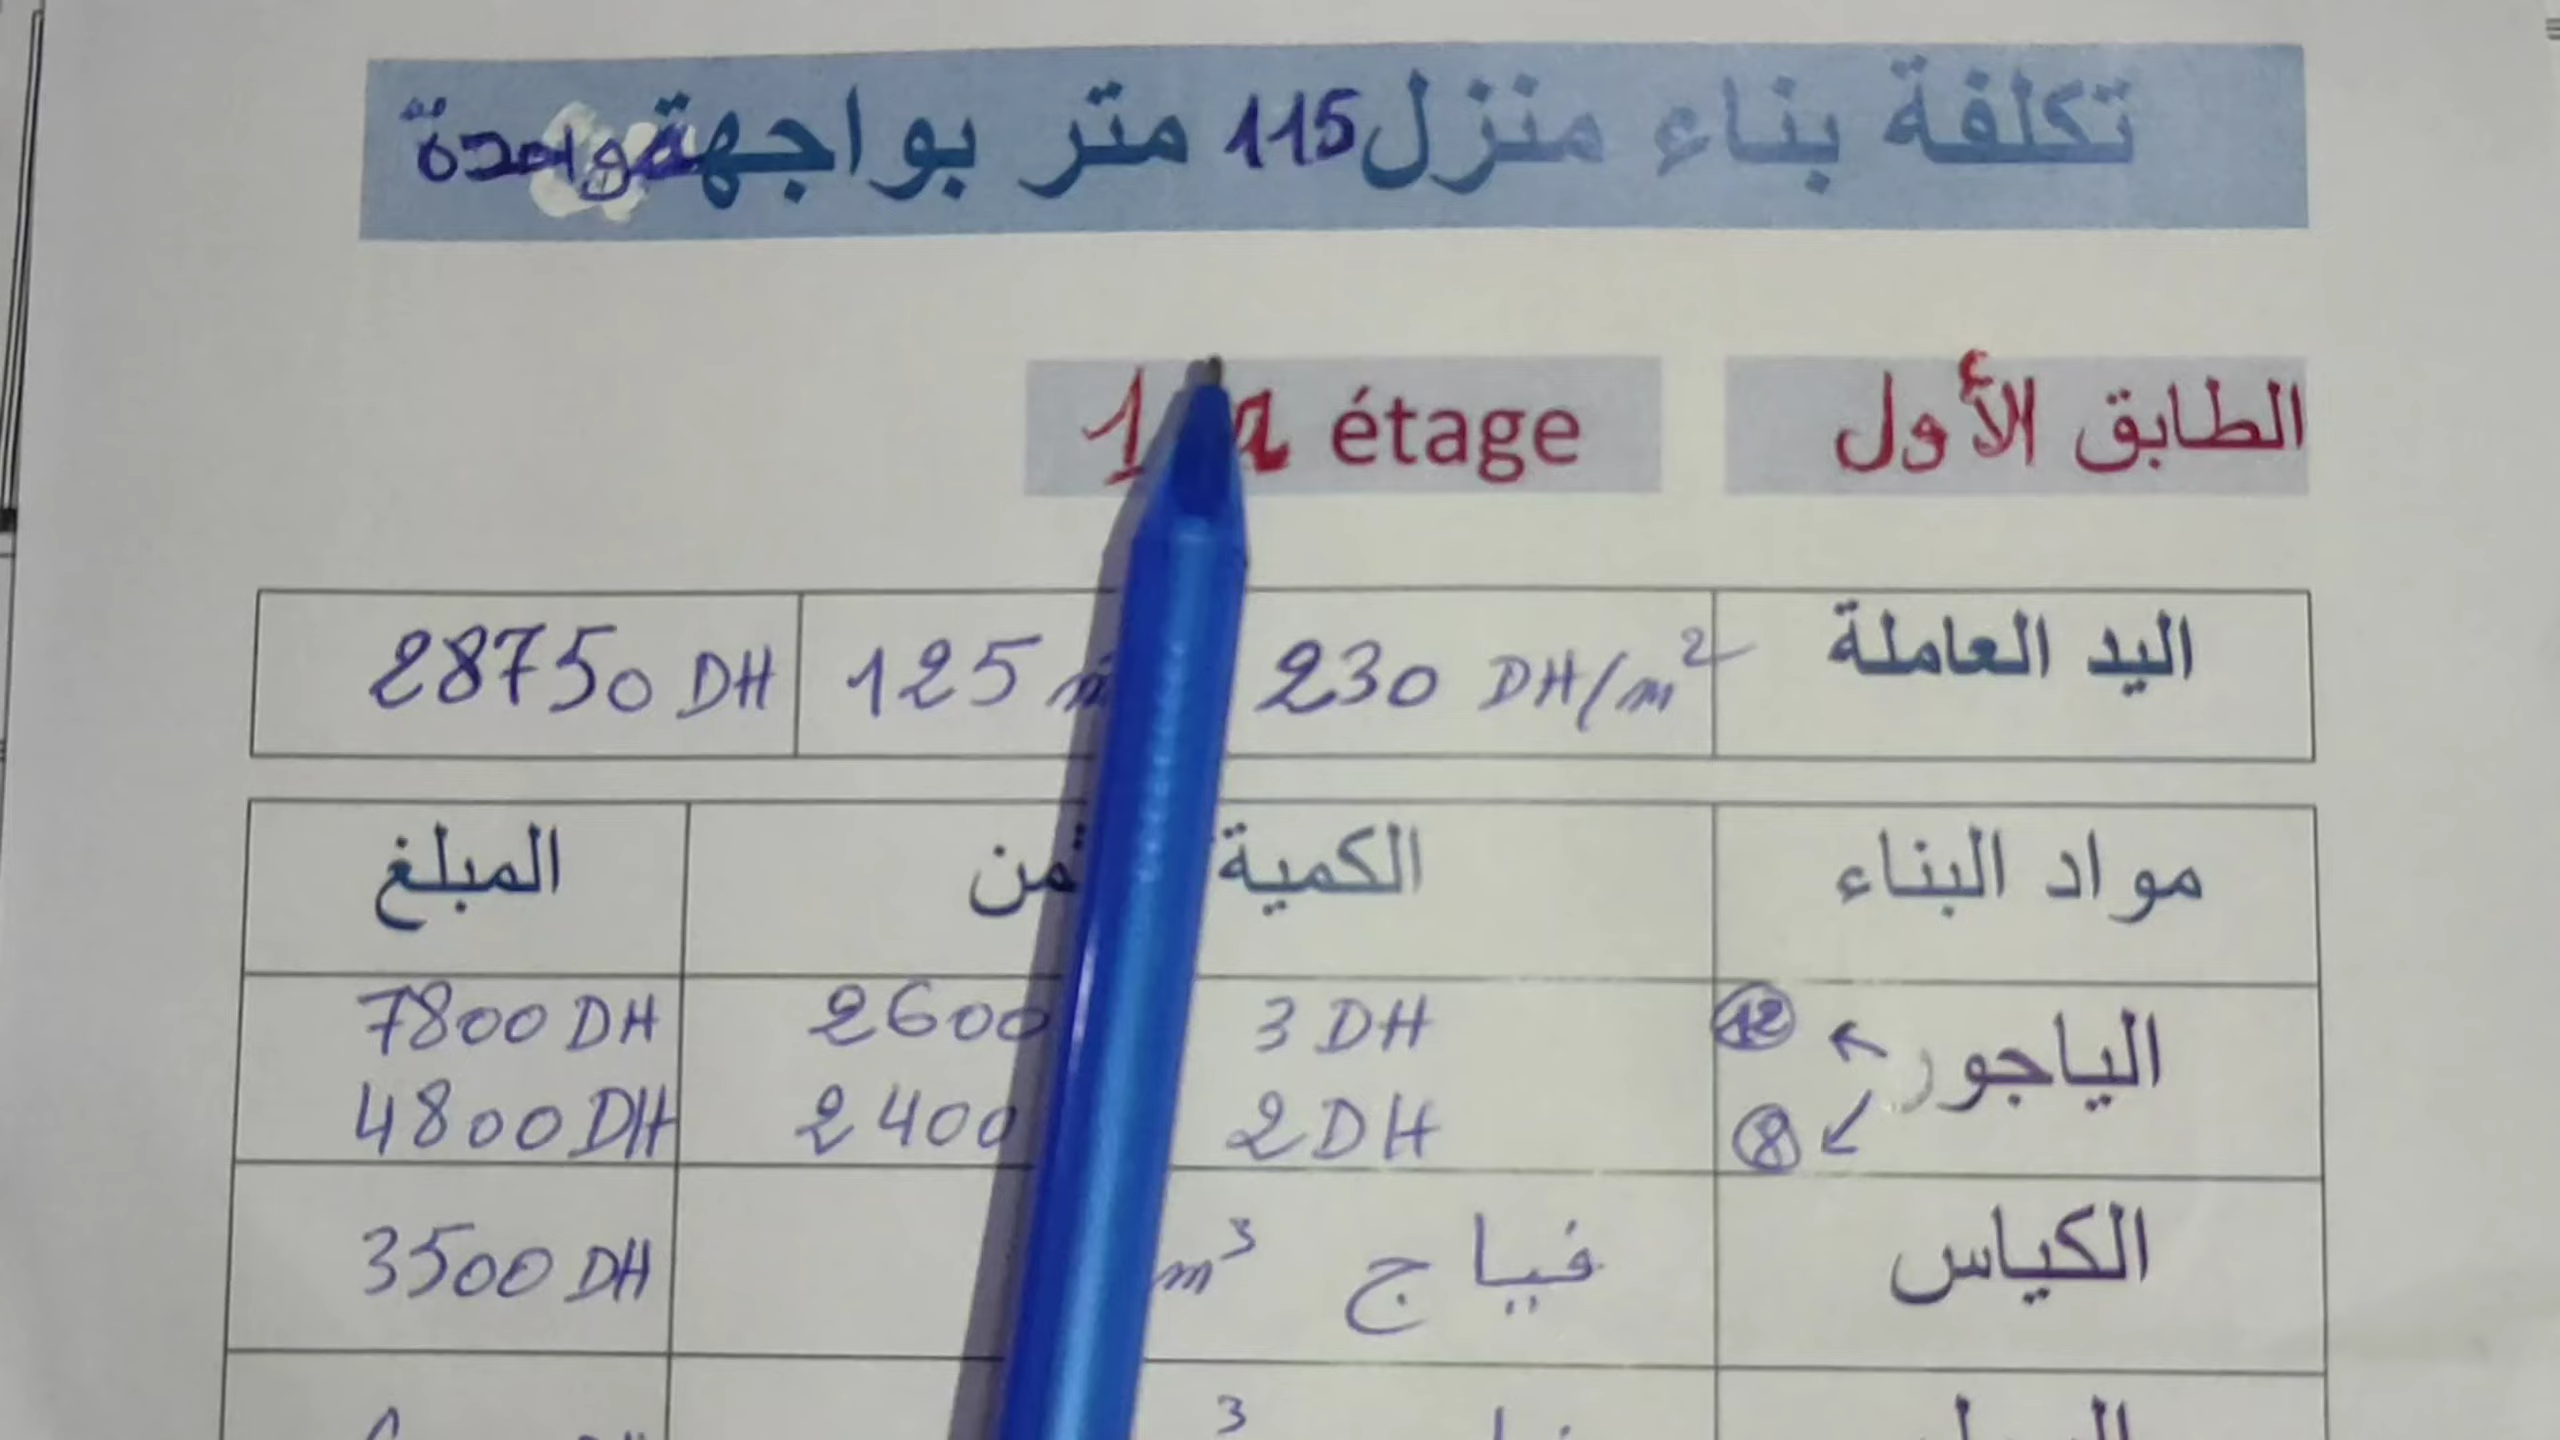 تكلفة بناء منزل 115 متر بواجهة واحدة
الطابق الأول étage
اليد العاملة 230 DH/m² 125 28750 DH
مواد البناء الكمية المبلغ
الياجور 12 3 DH 2600 7800 DH
8 2 DH 2400 4800 DH
الكياس فياج m³ 3500 DH